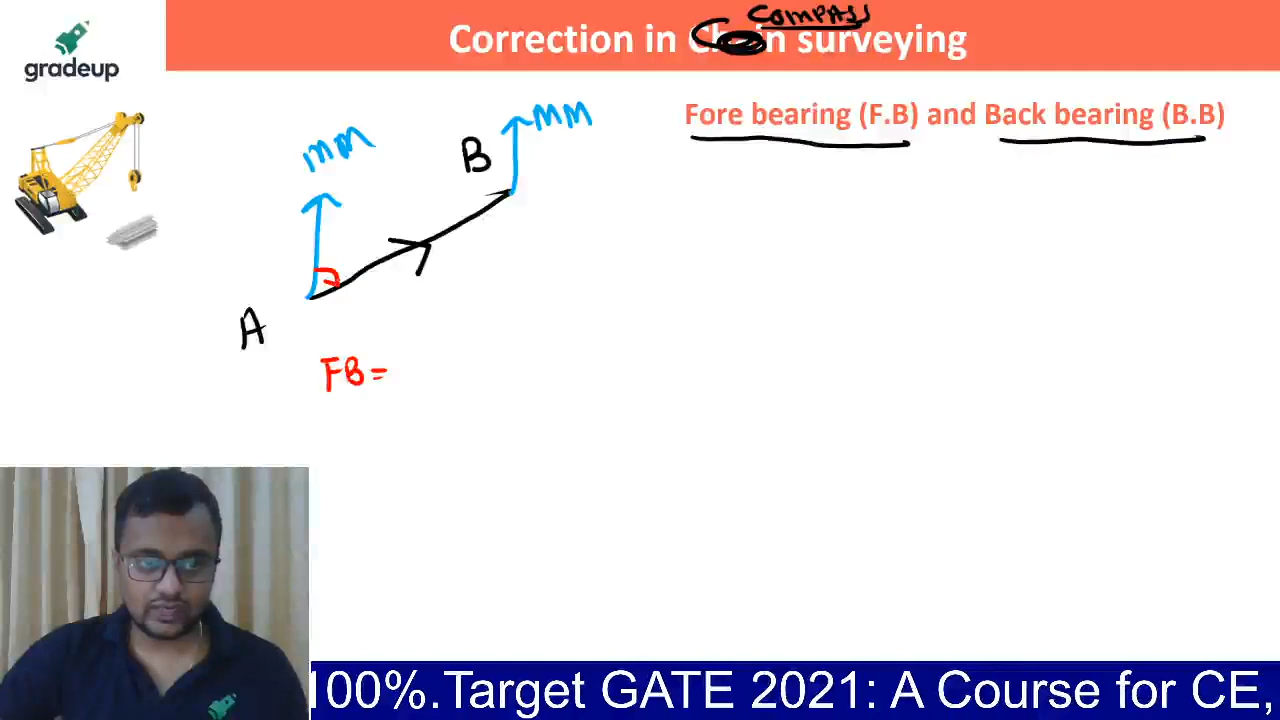 COMPASS
Correction in Chain surveying
gradeup
Fore bearing (F.B) and Back bearing (B.B)
MM
MM
B
A
FB=
100%.Target GATE 2021: A Course for CE,